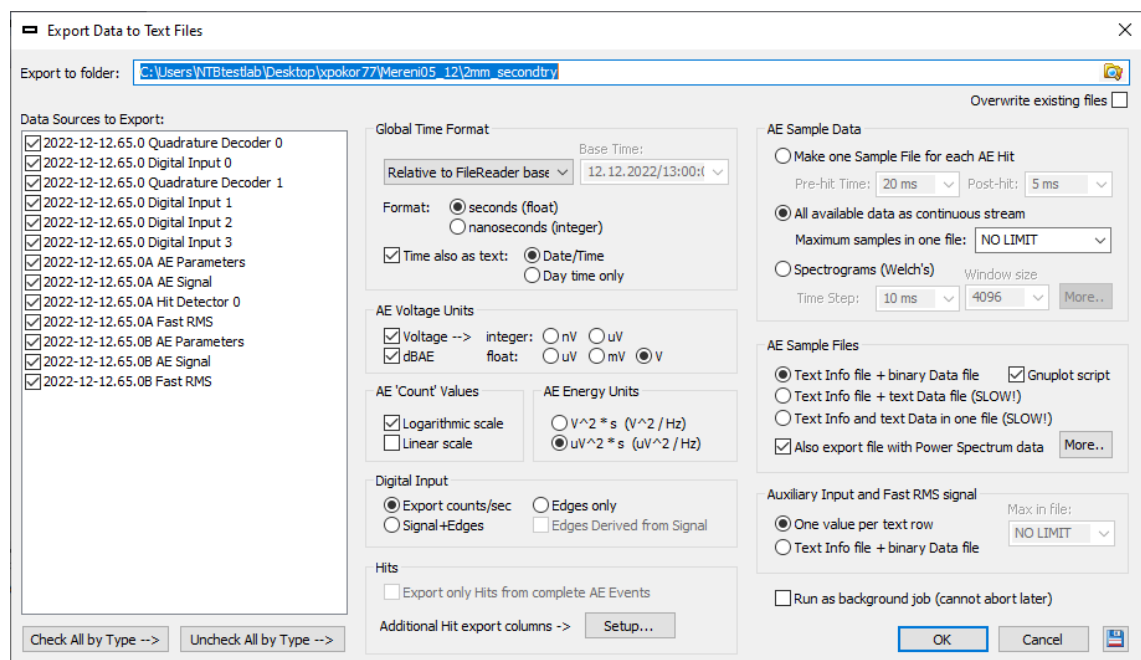 Export Data to Text Files
Export to folder: C:\Users\NTBtestlab\Desktop\xpokor77\Mereni05_12\2mm_secondtry
Overwrite existing files
Data Sources to Export:
2022-12-12.65.0 Quadrature Decoder 0
2022-12-12.65.0 Digital Input 0
2022-12-12.65.0 Quadrature Decoder 1
2022-12-12.65.0 Digital Input 1
2022-12-12.65.0 Digital Input 2
2022-12-12.65.0 Digital Input 3
2022-12-12.65.0A AE Parameters
2022-12-12.65.0A AE Signal
2022-12-12.65.0A Hit Detector 0
2022-12-12.65.0A Fast RMS
2022-12-12.65.0B AE Parameters
2022-12-12.65.0B AE Signal
2022-12-12.65.0B Fast RMS
Check All by Type --> Uncheck All by Type -->
Global Time Format
Base Time:
Relative to FileReader base 12.12.2022/13:00:(
Format: seconds (float)
nanoseconds (integer)
Time also as text: Date/Time
Day time only
AE Voltage Units
Voltage --> integer: nV uV
dBAE float: uV mV V
AE 'Count' Values
Logarithmic scale
Linear scale
AE Energy Units
V^2 * s (V^2 / Hz)
uV^2 * s (uV^2 / Hz)
Digital Input
Export counts/sec Edges only
Signal+Edges Edges Derived from Signal
Hits
Export only Hits from complete AE Events
Additional Hit export columns -> Setup...
AE Sample Data
Make one Sample File for each AE Hit
Pre-hit Time: 20 ms Post-hit: 5 ms
All available data as continuous stream
Maximum samples in one file: NO LIMIT
Spectrograms (Welch's) Window size
Time Step: 10 ms 4096 More..
AE Sample Files
Text Info file + binary Data file Gnuplot script
Text Info file + text Data file (SLOW!)
Text Info and text Data in one file (SLOW!)
Also export file with Power Spectrum data More..
Auxiliary Input and Fast RMS signal
Max in file:
One value per text row NO LIMIT
Text Info file + binary Data file
Run as background job (cannot abort later)
OK Cancel